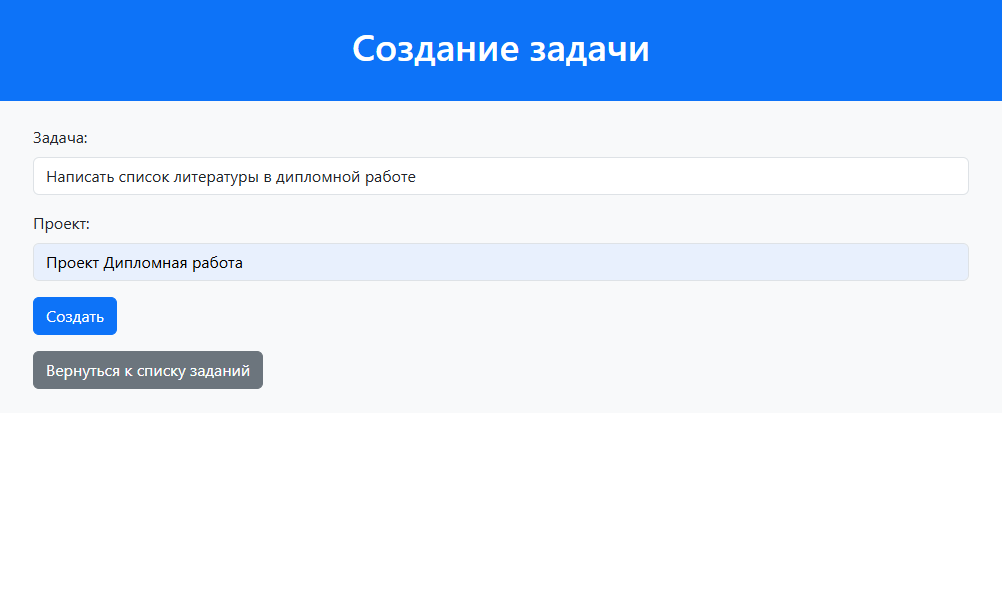 Создание задачи
Задача:
Написать список литературы в дипломной работе
Проект:
Проект Дипломная работа
Создать
Вернуться к списку заданий